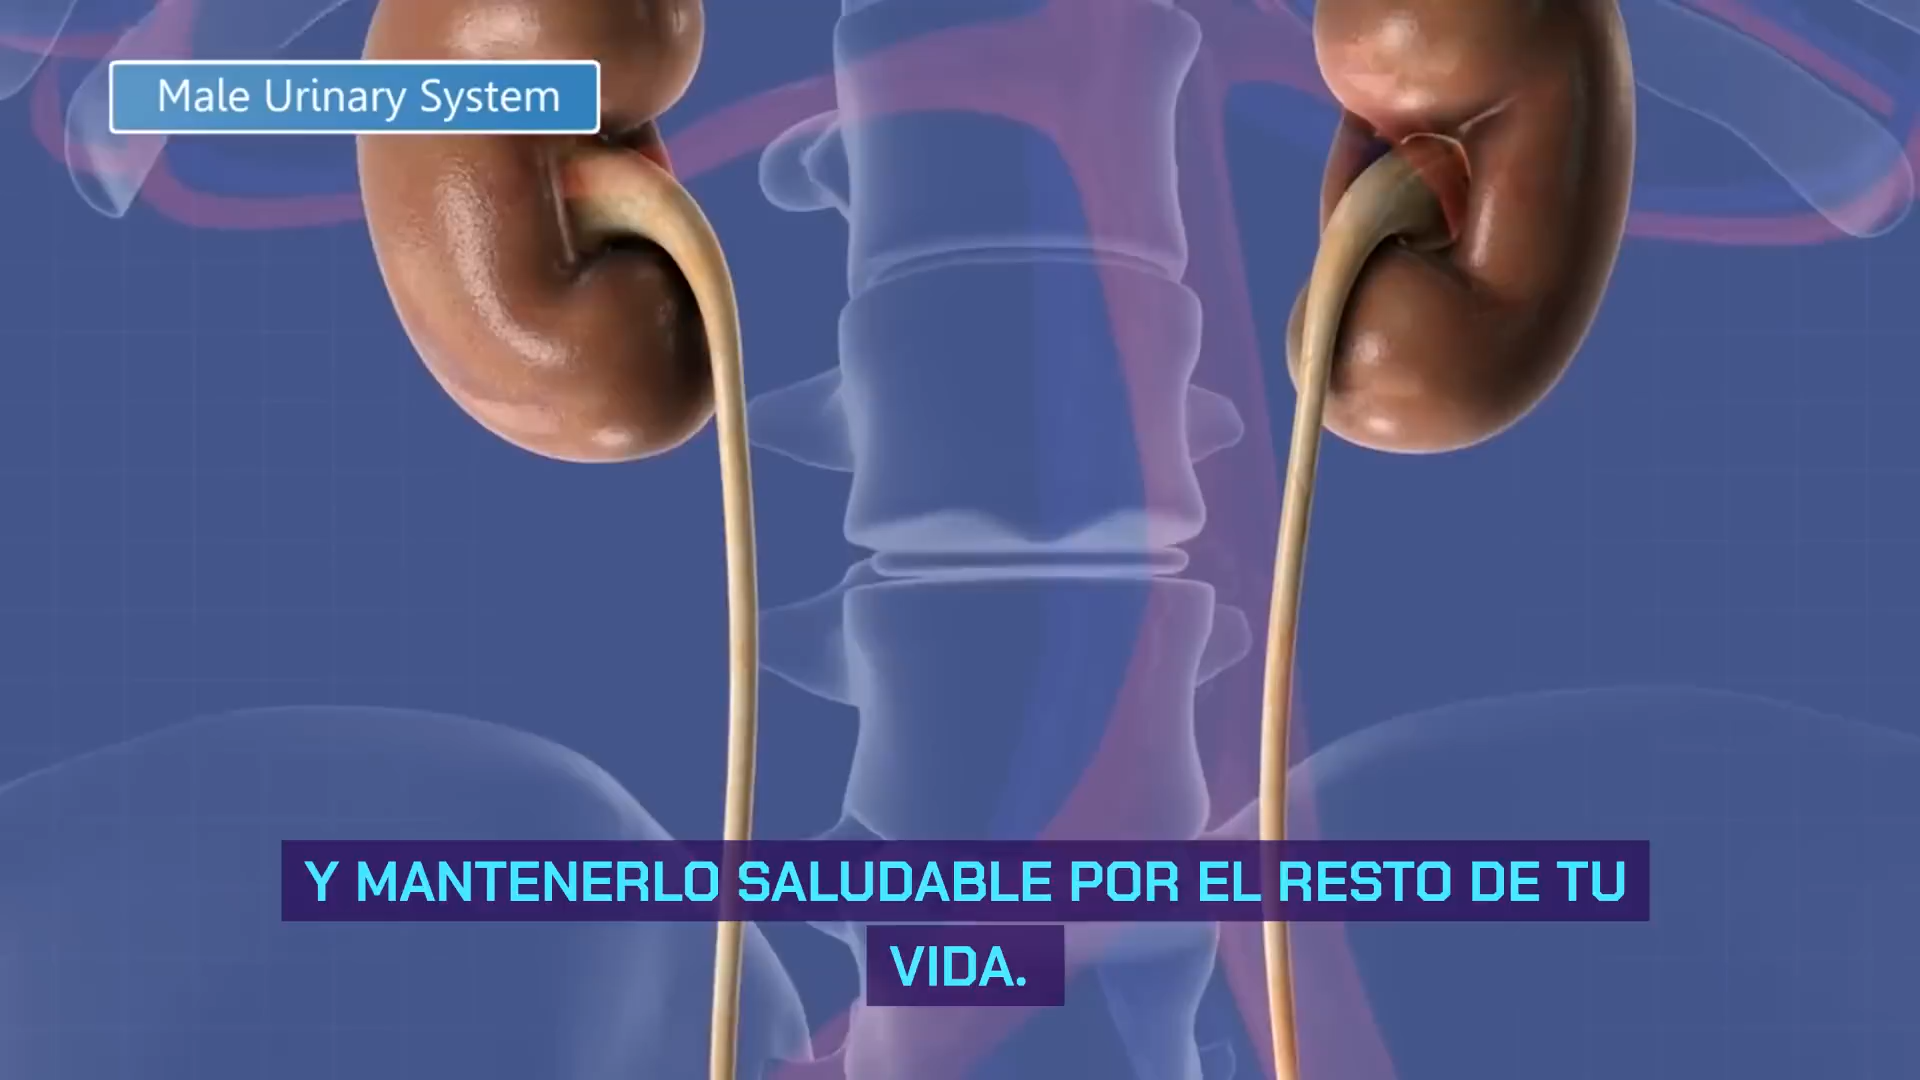 Male Urinary System
Y MANTENERLO SALUDABLE POR EL RESTO DE TU
VIDA.